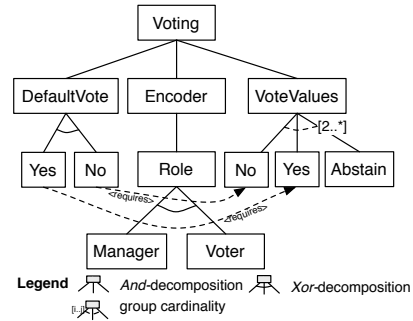 Voting
DefaultVote Encoder VoteValues
[2..*]
Yes No Role No Yes Abstain
<requires> <requires>
Manager Voter
Legend And-decomposition Xor-decomposition
[i..j] group cardinality